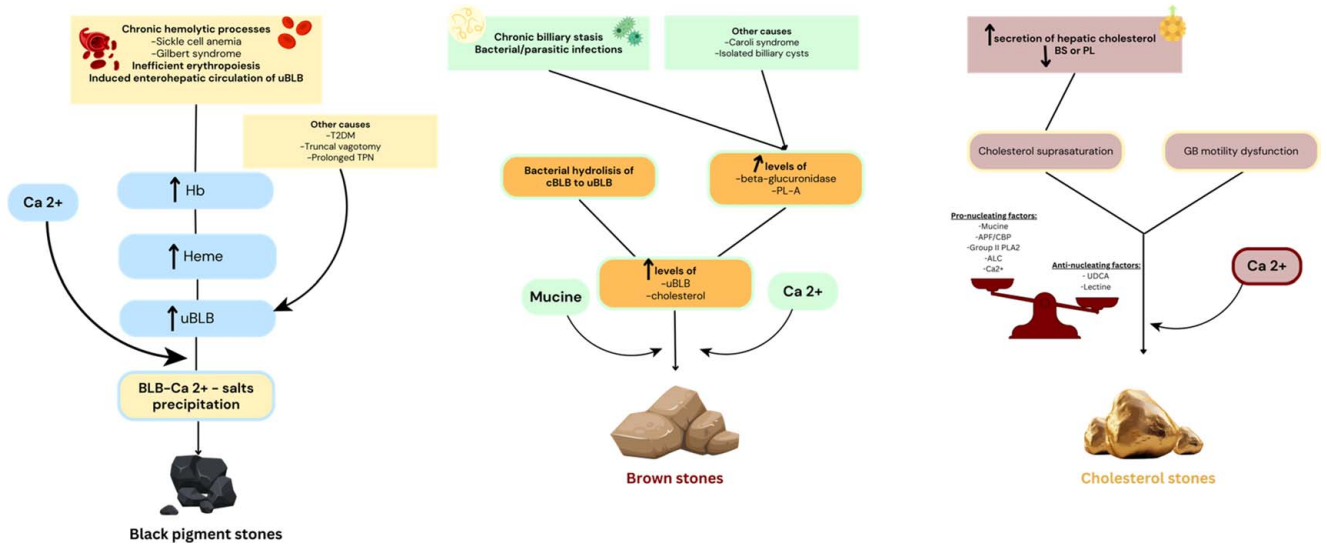 Chronic hemolytic processes
-Sickle cell anemia
-Gilbert syndrome
Inefficient erythropoiesis
Induced enterohepatic circulation of uBLB
Other causes
-T2DM
-Truncal vagotomy
-Prolonged TPN
Hb
Ca 2+
Heme
uBLB
BLB-Ca 2+ - salts
precipitation
Black pigment stones
Chronic billiary stasis
Bacterial/parasitic infections
Other causes
-Caroli syndrome
-Isolated billiary cysts
Bacterial hydrolisis of
cBLB to uBLB
levels of
-beta-glucuronidase
-PL-A
levels of
-uBLB
-cholesterol
Mucine
Ca 2+
Brown stones
secretion of hepatic cholesterol
BS or PL
Cholesterol suprasaturation
GB motility dysfunction
Pro-nucleating factors:
-Mucine
-APF/CBP
-Group II PLA2
-ALC
-Ca2+
Anti-nucleating factors:
- UDCA
-Lectine
Ca 2+
Cholesterol stones